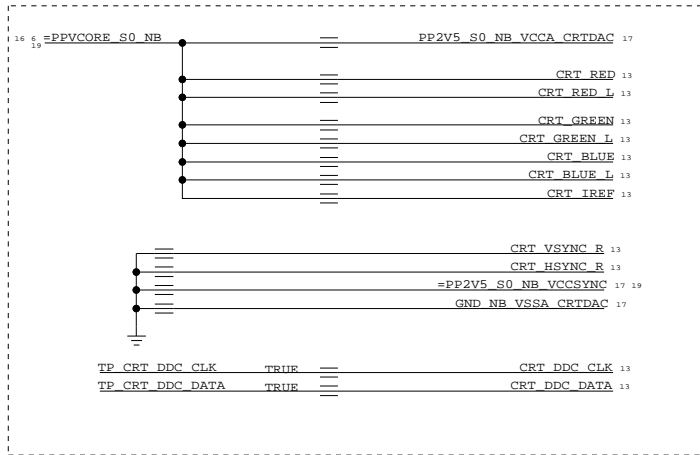 16 6 =PPVCORE_S0_NB PP2V5_S0_NB_VCCA_CRTDAC 17
19
CRT_RED 13
CRT_RED_L 13
CRT_GREEN 13
CRT_GREEN_L 13
CRT_BLUE 13
CRT_BLUE_L 13
CRT_IREF 13
CRT_VSYNC_R 13
CRT_HSYNC_R 13
=PP2V5_S0_NB_VCCSYNC 17 19
GND_NB_VSSA_CRTDAC 17
TP_CRT_DDC_CLK TRUE CRT_DDC_CLK 13
TP_CRT_DDC_DATA TRUE CRT_DDC_DATA 13